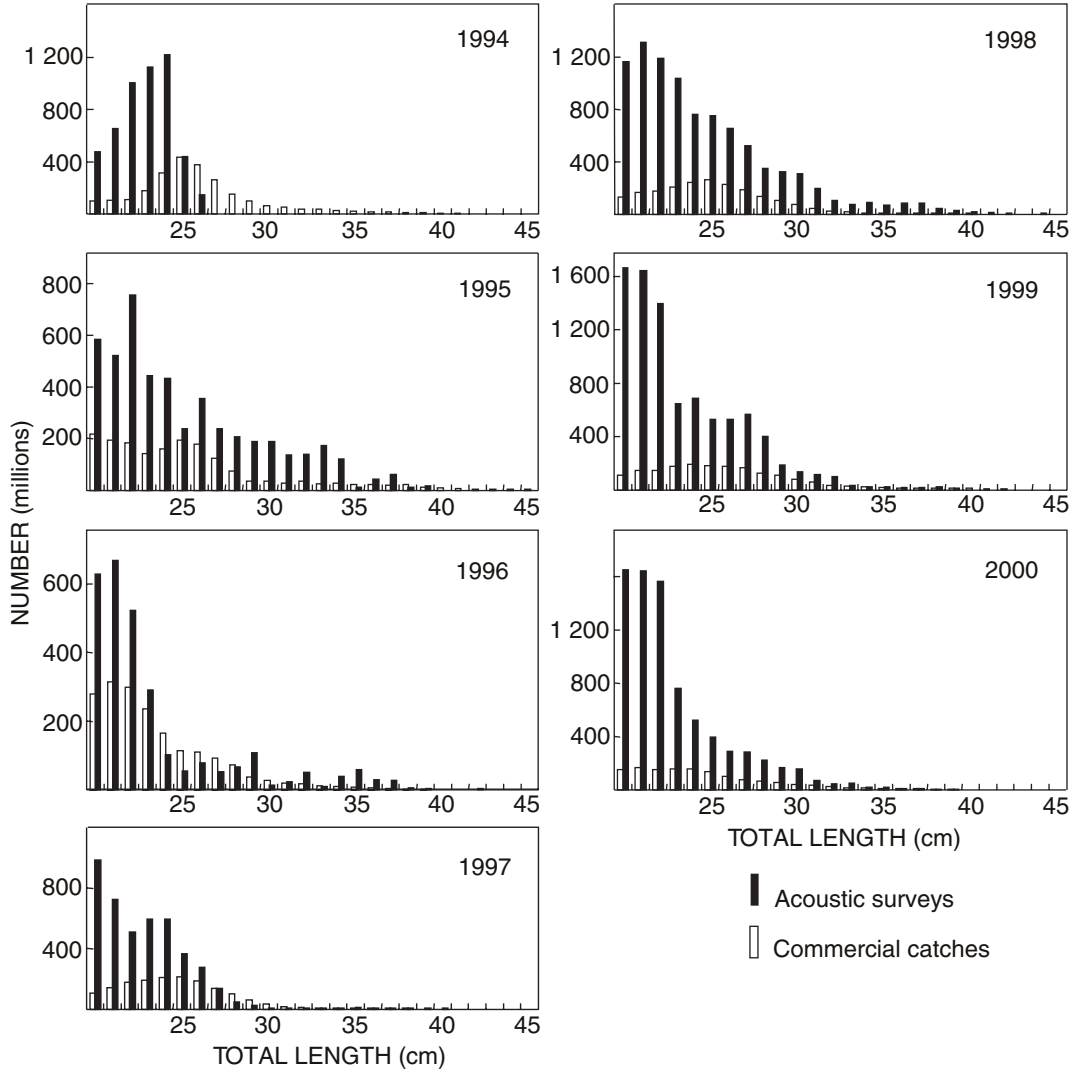 NUMBER (millions)
1994
1 200
800
400
25 30 35 40 45
1995
800
600
400
200
25 30 35 40 45
1996
600
400
200
25 30 35 40 45
1997
800
400
25 30 35 40 45
TOTAL LENGTH (cm)
1998
1 200
800
400
25 30 35 40 45
1999
1 600
1 200
800
400
25 30 35 40 45
2000
1 200
800
400
25 30 35 40 45
TOTAL LENGTH (cm)
Acoustic surveys
Commercial catches